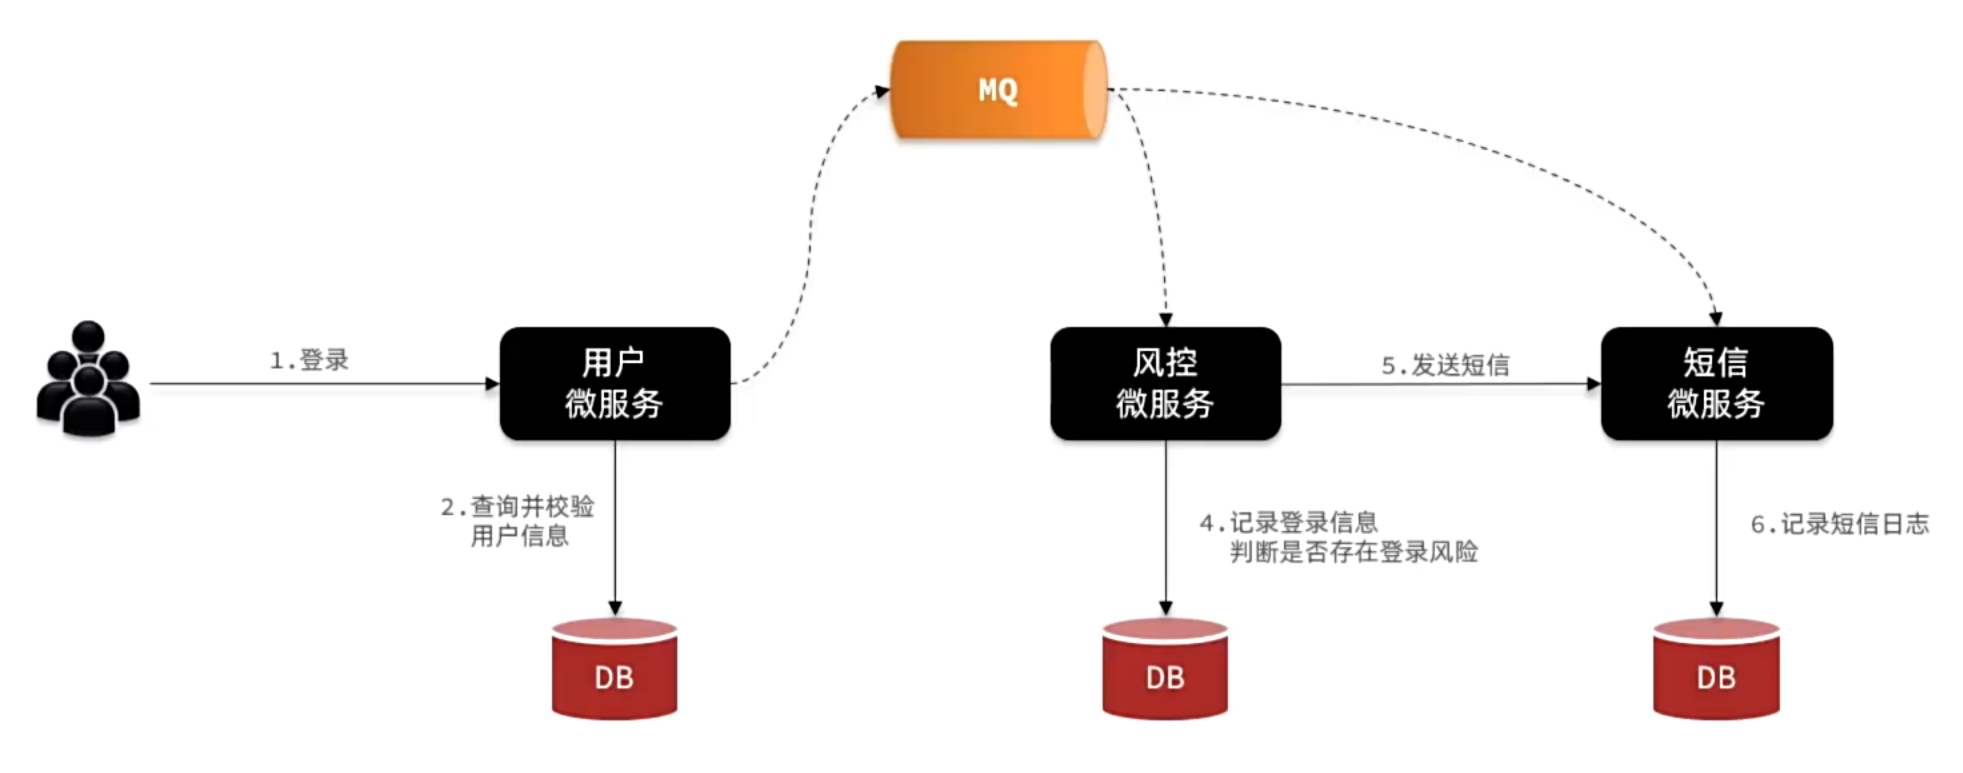 MQ
1.登录
用户
微服务
风控
微服务
5.发送短信
短信
微服务
2.查询并校验
用户信息
4.记录登录信息
判断是否存在登录风险
6.记录短信日志
DB
DB
DB